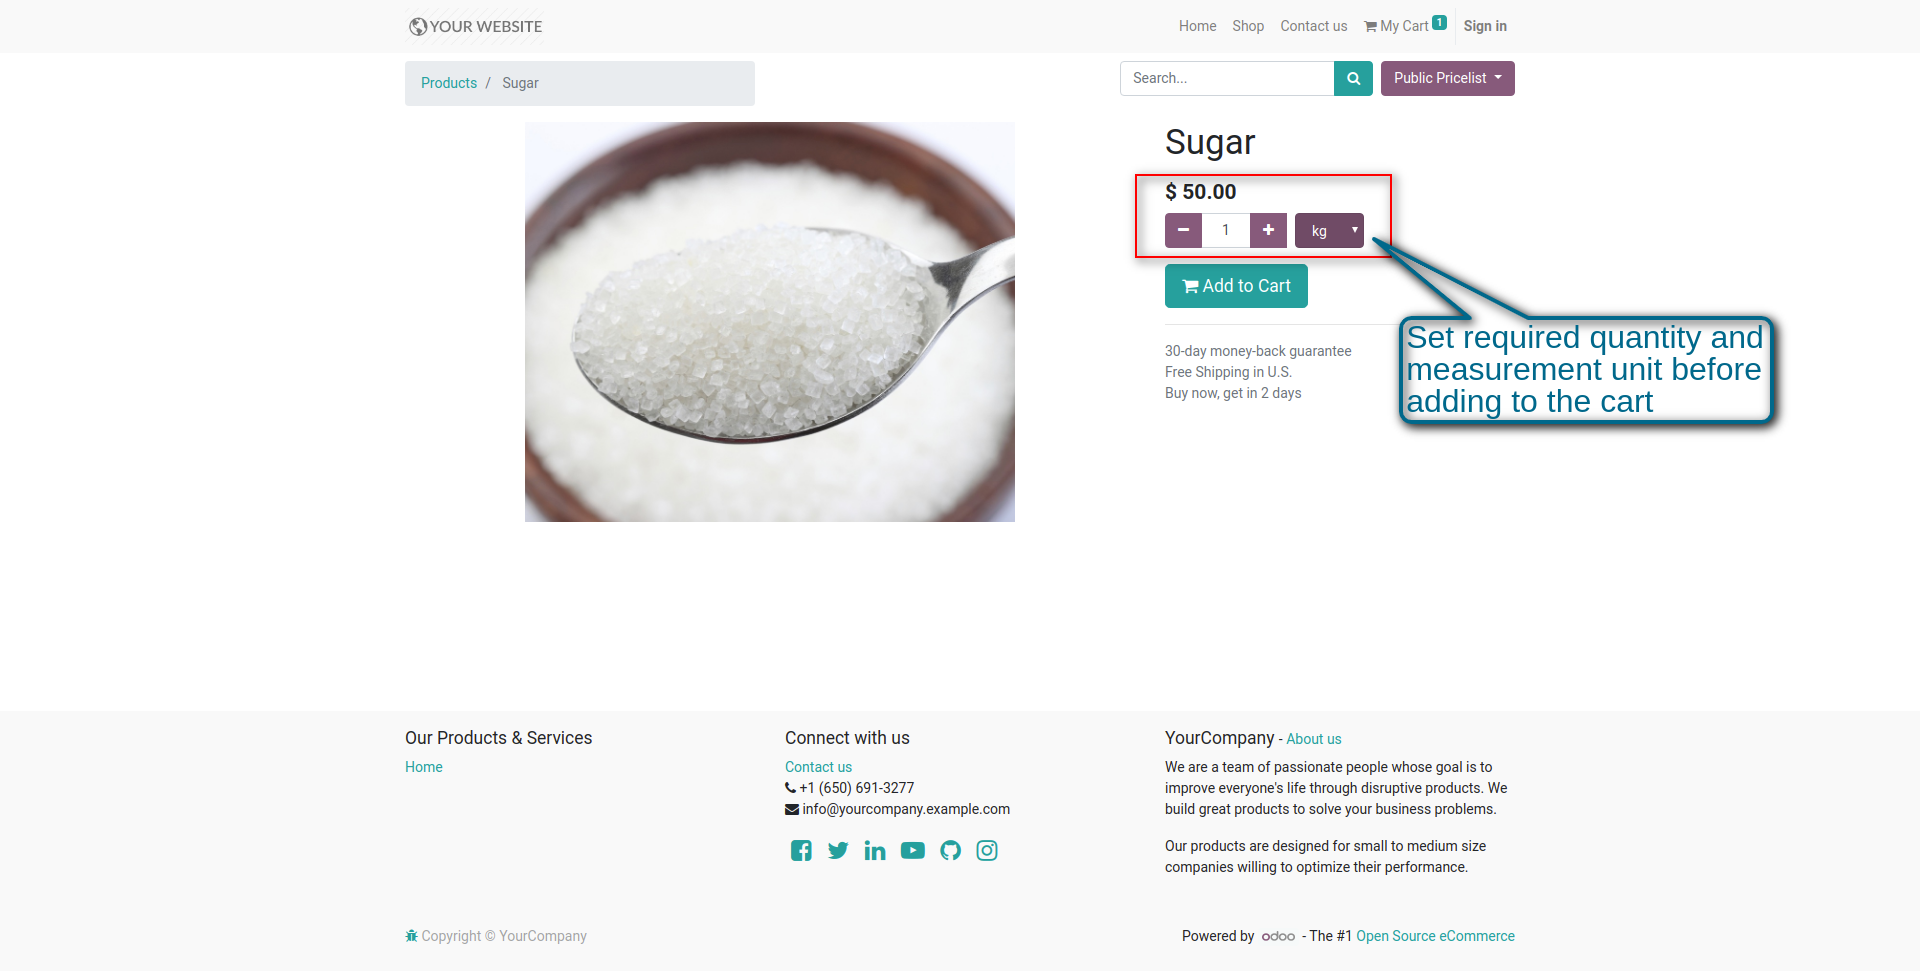 YOUR WEBSITE
Home Shop Contact us My Cart 1 Sign in
Products / Sugar
Search...
Public Pricelist
Sugar
$ 50.00
1 kg
Add to Cart
30-day money-back guarantee
Free Shipping in U.S.
Buy now, get in 2 days
Set required quantity and
measurement unit before
adding to the cart
Our Products & Services
Home
Connect with us
Contact us
+1 (650) 691-3277
info@yourcompany.example.com
YourCompany - About us
We are a team of passionate people whose goal is to
improve everyone's life through disruptive products. We
build great products to solve your business problems.
Our products are designed for small to medium size
companies willing to optimize their performance.
Copyright © YourCompany
Powered by odoo - The #1 Open Source eCommerce